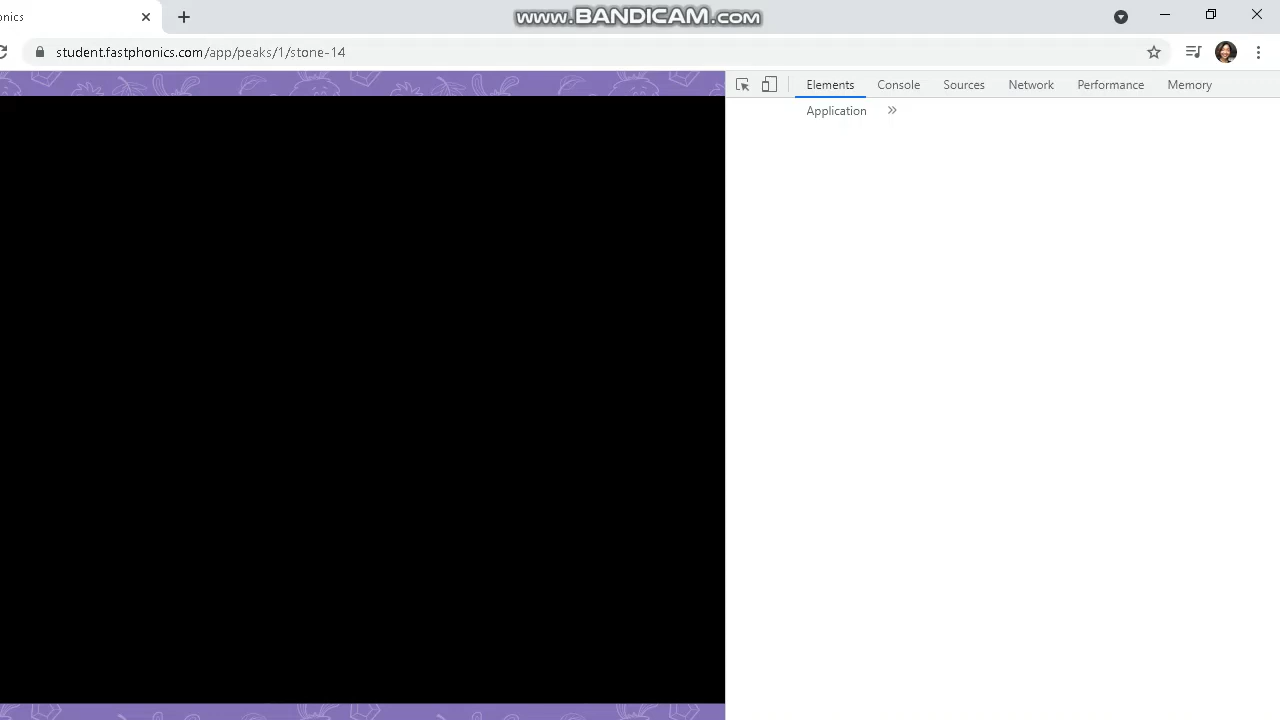 www.BANDICAM.com
onics
student.fastphonics.com/app/peaks/1/stone-14
Elements Console Sources Network Performance Memory
Application